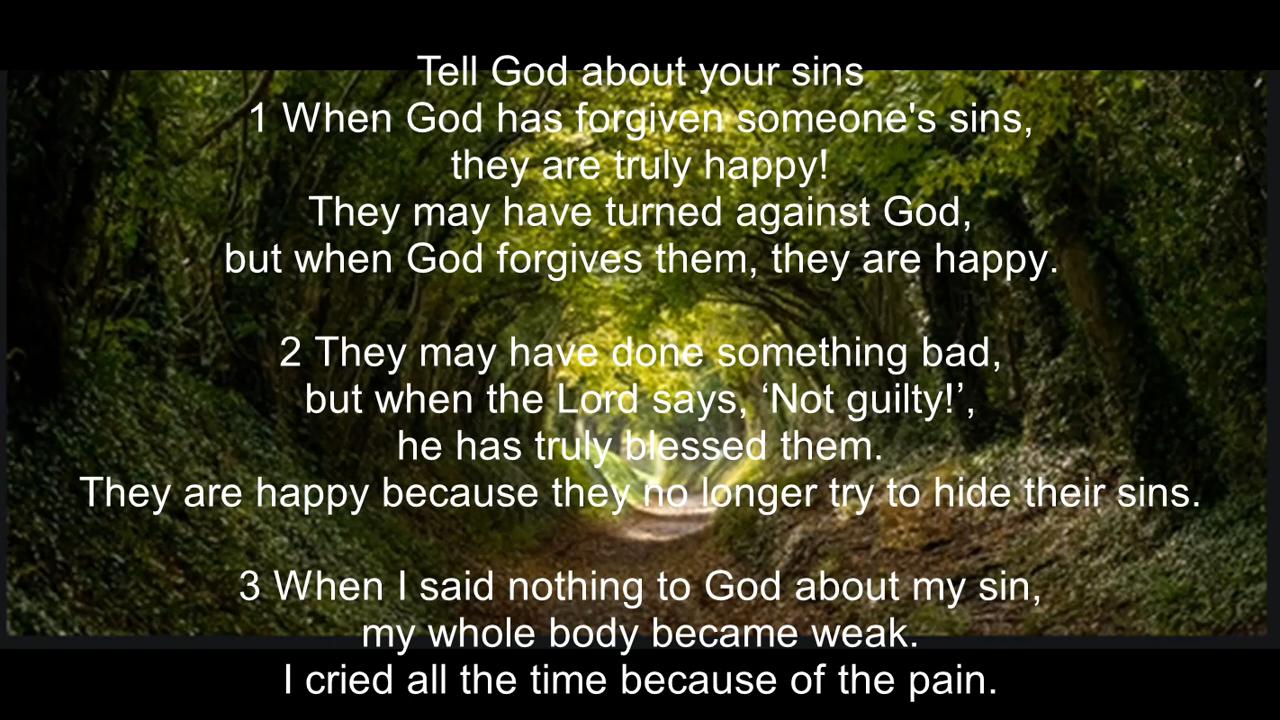 Tell God about your sins
1 When God has forgiven someone's sins,
they are truly happy!
They may have turned against God,
but when God forgives them, they are happy.
2 They may have done something bad,
but when the Lord says, ‘Not guilty!’,
he has truly blessed them.
They are happy because they no longer try to hide their sins.
3 When I said nothing to God about my sin,
my whole body became weak.
I cried all the time because of the pain.